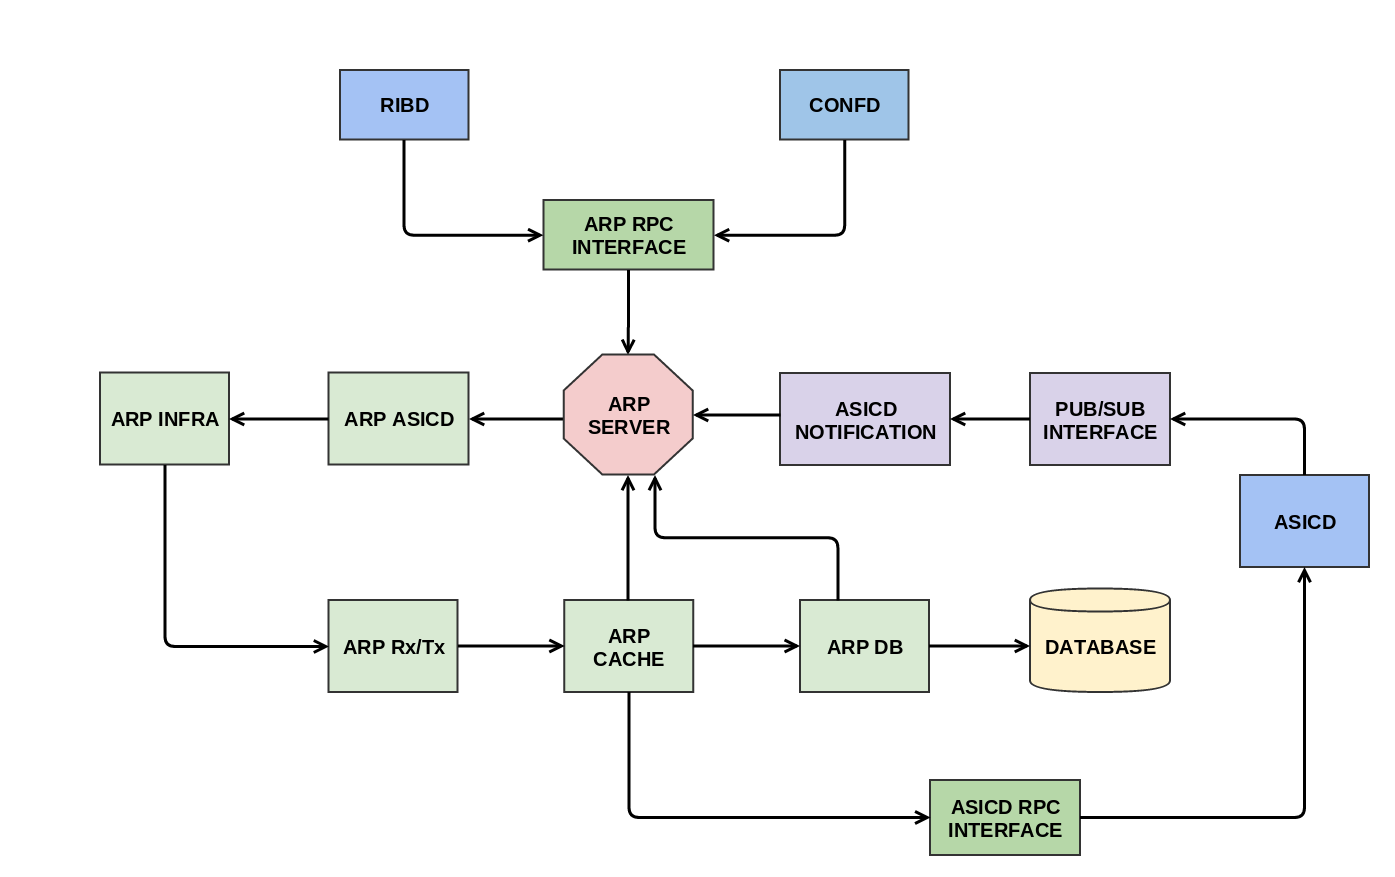 RIBD
CONFD
ARP RPC
INTERFACE
ARP INFRA
ARP ASICD
ARP
SERVER
ASICD
NOTIFICATION
PUB/SUB
INTERFACE
ASICD
ARP Rx/Tx
ARP
CACHE
ARP DB
DATABASE
ASICD RPC
INTERFACE